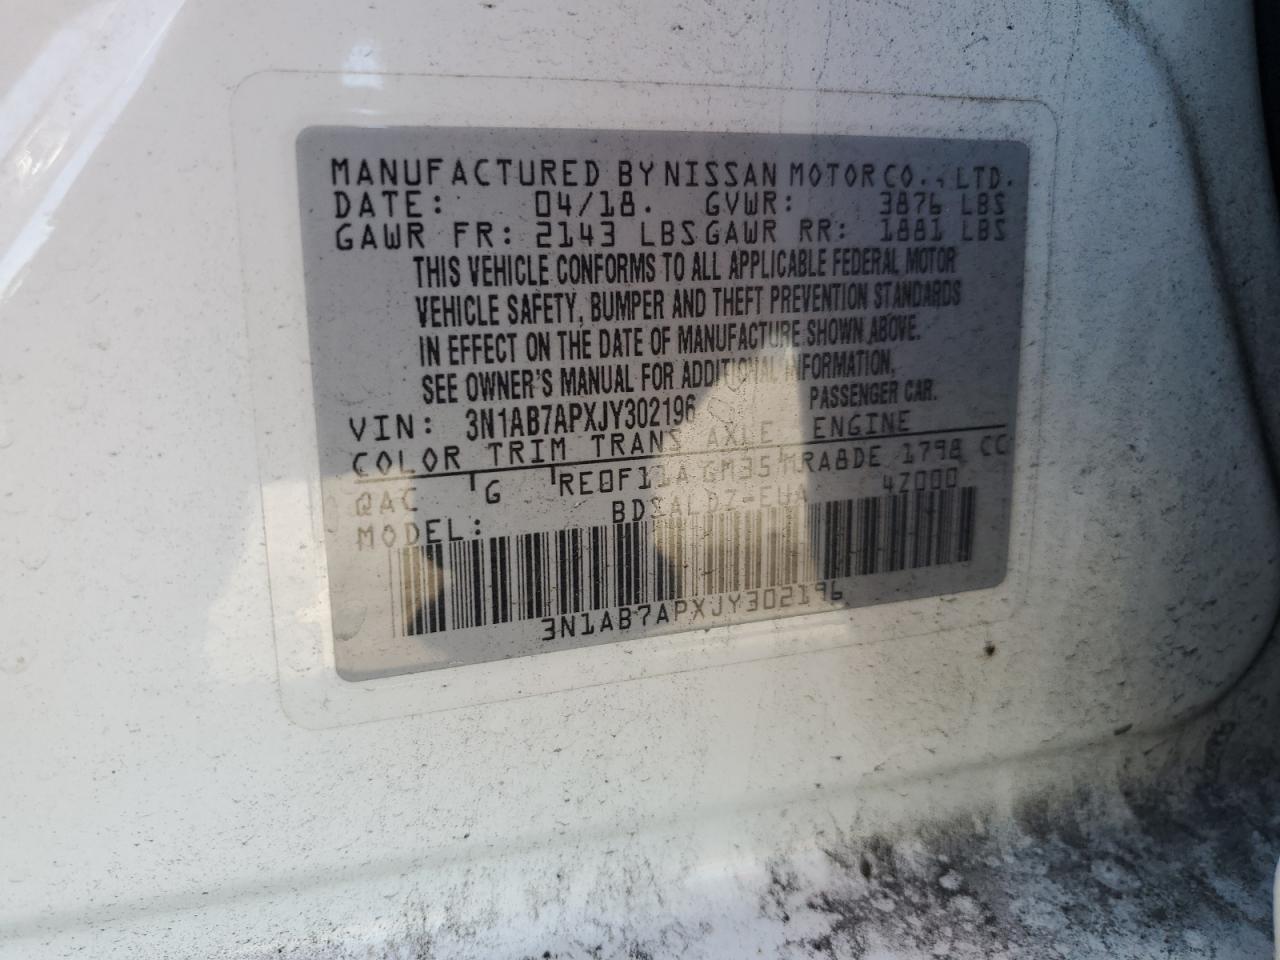 MANUFACTURED BY NISSAN MOTOR CO., LTD.
DATE: 04/18. GVWR: 3876 LBS
GAWR FR: 2143 LBS GAWR RR: 1881 LBS
THIS VEHICLE CONFORMS TO ALL APPLICABLE FEDERAL MOTOR
VEHICLE SAFETY, BUMPER AND THEFT PREVENTION STANDARDS
IN EFFECT ON THE DATE OF MANUFACTURE SHOWN ABOVE.
SEE OWNER'S MANUAL FOR ADDITIONAL INFORMATION.
VIN: 3N1AB7APXJY302196 PASSENGER CAR.
COLOR TRIM TRANS AXLE ENGINE
QAC G RE0F11A GM35 MRA8DE 1798 CC
MODEL: BDSALDZ-EUA 42000
3N1AB7APXJY302196